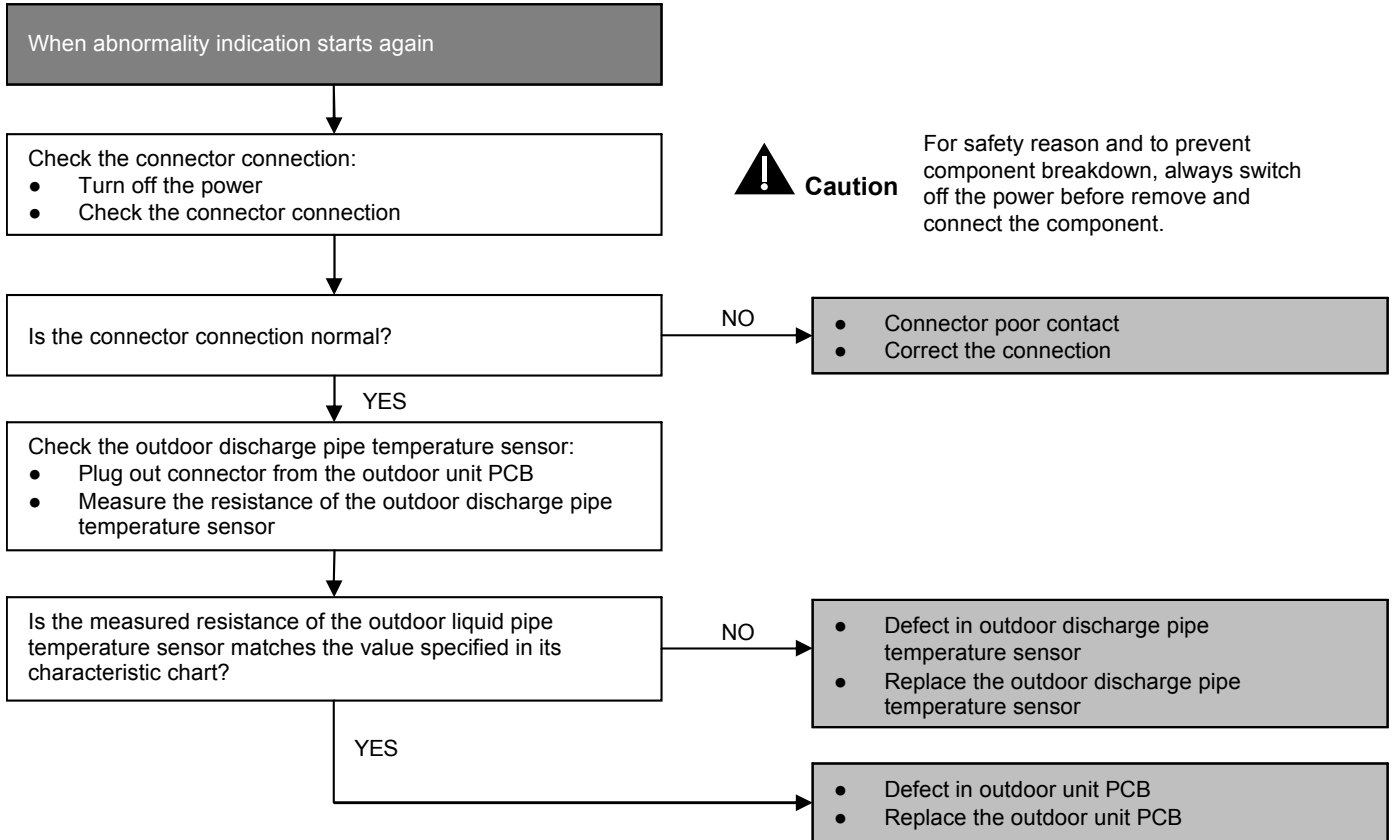 When abnormality indication starts again
Check the connector connection:
● Turn off the power
● Check the connector connection
Caution
For safety reason and to prevent
component breakdown, always switch
off the power before remove and
connect the component.
Is the connector connection normal?
NO
● Connector poor contact
● Correct the connection
YES
Check the outdoor discharge pipe temperature sensor:
● Plug out connector from the outdoor unit PCB
● Measure the resistance of the outdoor discharge pipe
temperature sensor
Is the measured resistance of the outdoor liquid pipe
temperature sensor matches the value specified in its
characteristic chart?
NO
● Defect in outdoor discharge pipe
temperature sensor
● Replace the outdoor discharge pipe
temperature sensor
YES
● Defect in outdoor unit PCB
● Replace the outdoor unit PCB